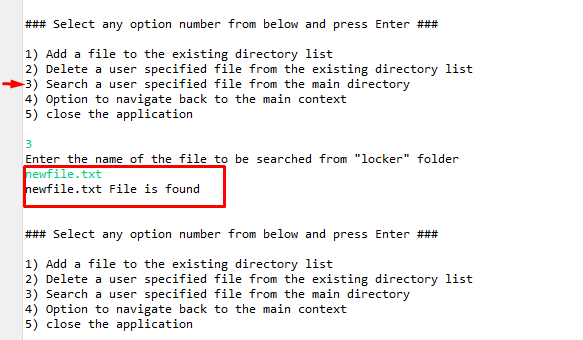 ### Select any option number from below and press Enter ###
1) Add a file to the existing directory list
2) Delete a user specified file from the existing directory list
3) Search a user specified file from the main directory
4) Option to navigate back to the main context
5) close the application
3
Enter the name of the file to be searched from "locker" folder
newfile.txt
newfile.txt File is found
### Select any option number from below and press Enter ###
1) Add a file to the existing directory list
2) Delete a user specified file from the existing directory list
3) Search a user specified file from the main directory
4) Option to navigate back to the main context
5) close the application